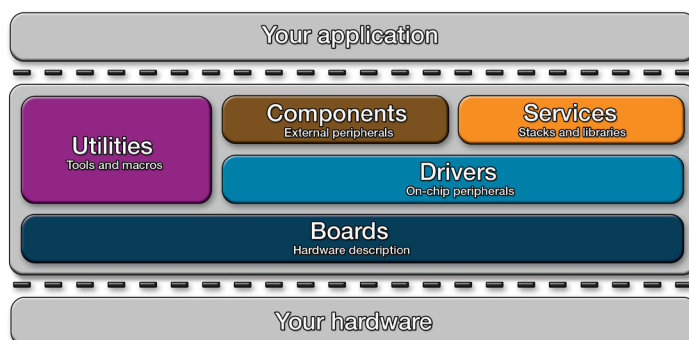 Your application
Utilities
Tools and macros
Components
External peripherals
Services
Stacks and libraries
Drivers
On-chip peripherals
Boards
Hardware description
Your hardware